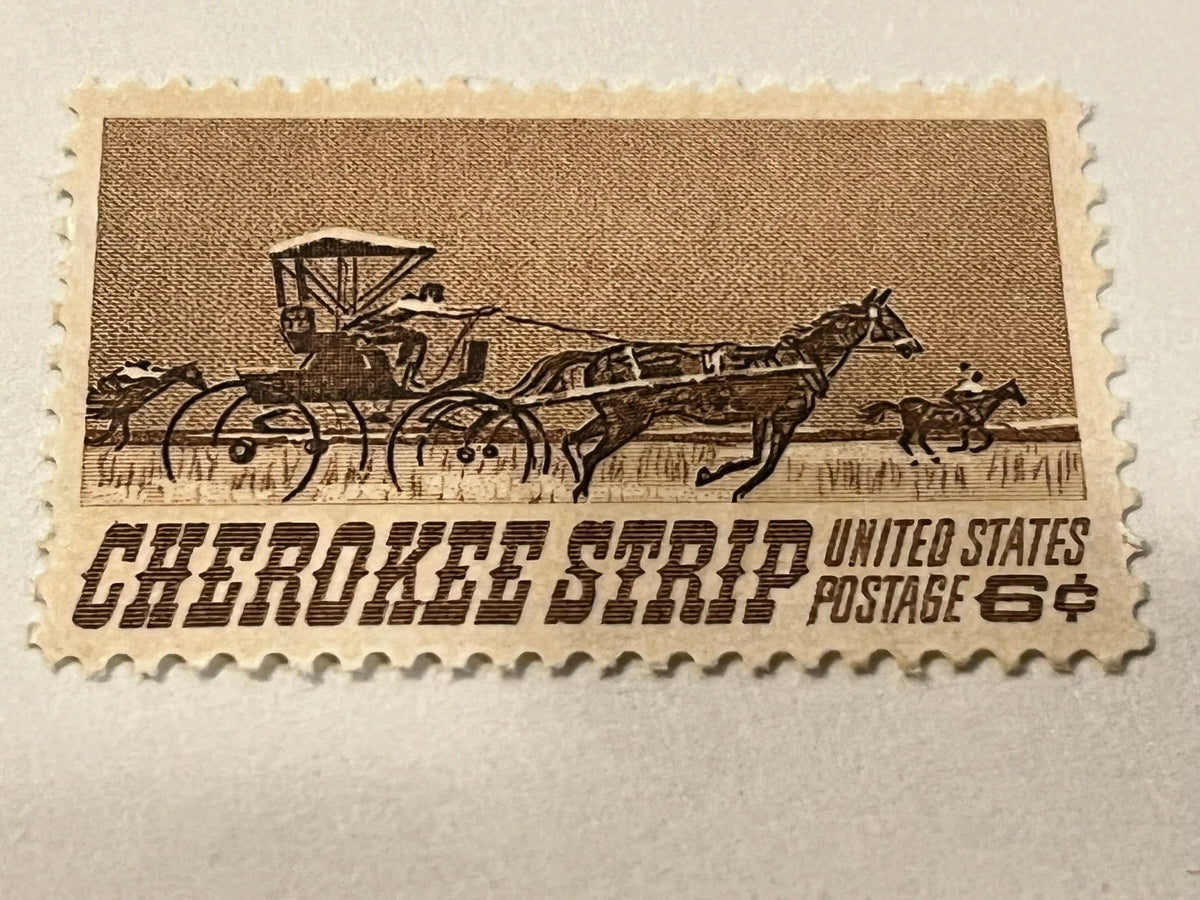 CHEROKEE STRIP
UNITED STATES
POSTAGE 6¢